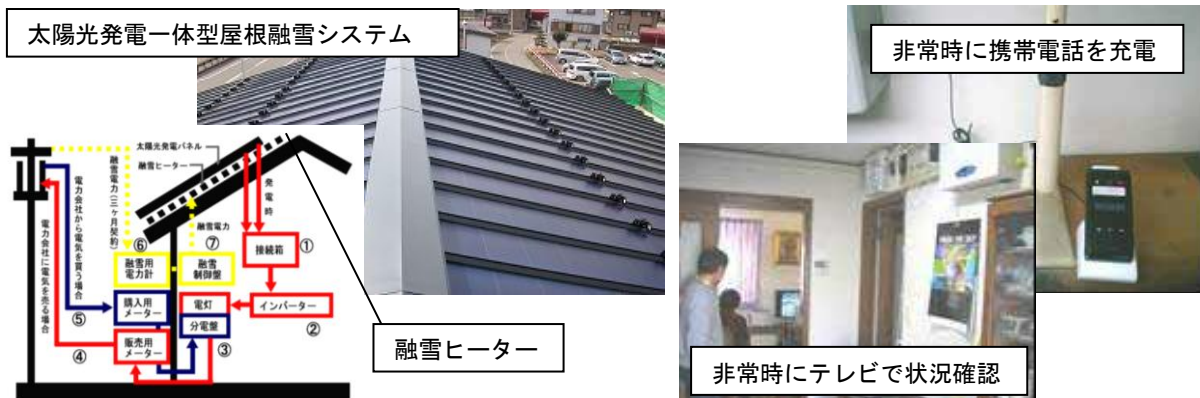 太陽光発電一体型屋根融雪システム
非常時に携帯電話を充電
太陽光発電パネル
融雪ヒーター
発電時
融雪電力(三ヶ月契約)
電力会社から電気を買う場合
電力会社に電気を売る場合
融雪電力
⑥
⑦
①
融雪用
電力計
融雪
制御盤
接続箱
購入用
メーター
電灯
分電盤
インバーター
⑤
②
③
④
販売用
メーター
融雪ヒーター
非常時にテレビで状況確認